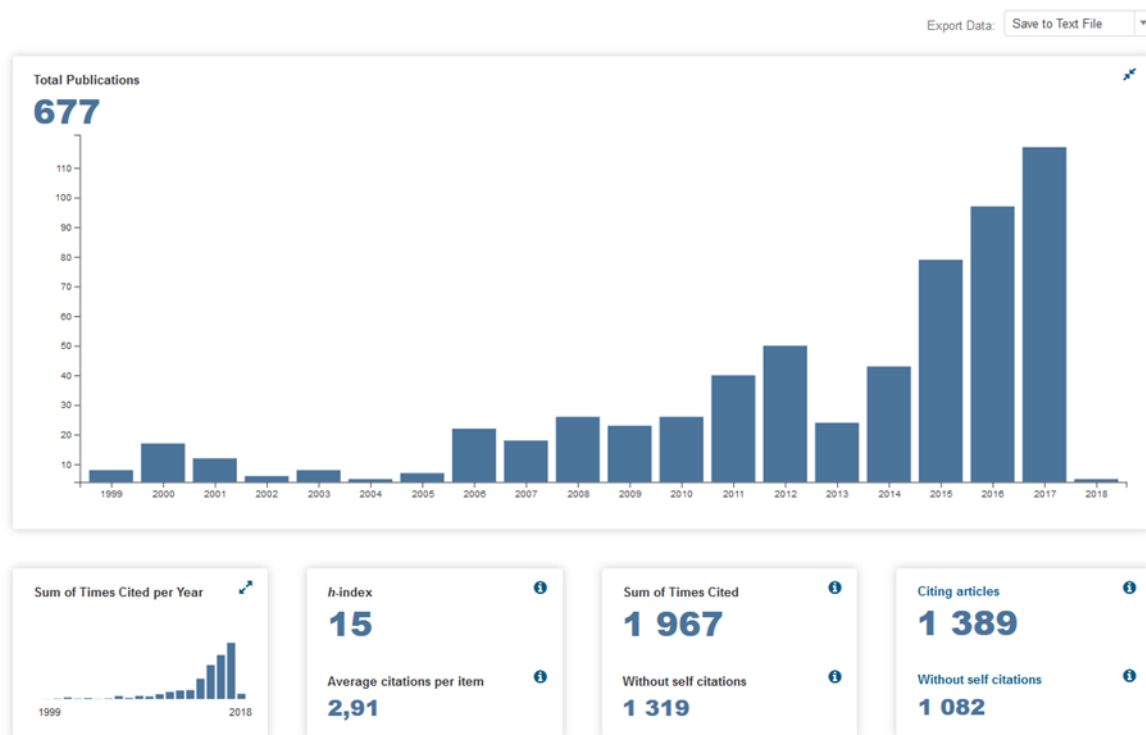 Export Data: Save to Text File
Total Publications
677
110
100
90
80
70
60
50
40
30
20
10
1999 2000 2001 2002 2003 2004 2005 2006 2007 2008 2009 2010 2011 2012 2013 2014 2015 2016 2017 2018
Sum of Times Cited per Year
1999 2018
h-index
15
Average citations per item
2,91
Sum of Times Cited
1 967
Without self citations
1 319
Citing articles
1 389
Without self citations
1 082